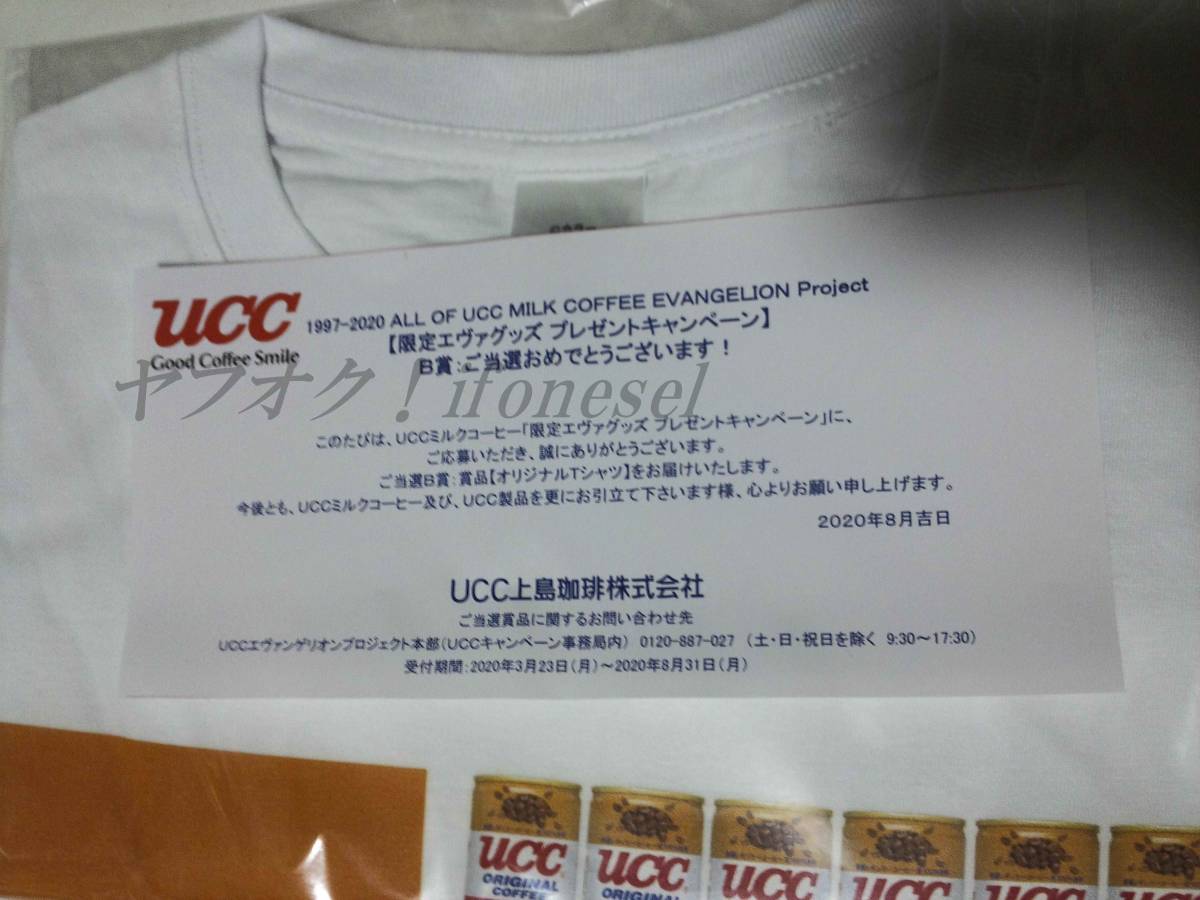 ucc
Good Coffee Smile
1997-2020 ALL OF UCC MILK COFFEE EVANGELION Project
【限定エヴァグッズ プレゼントキャンペーン】
B賞：ご当選おめでとうございます！
ヤフオク！ifonesel
このたびは、UCCミルクコーヒー「限定エヴァグッズ プレゼントキャンペーン」に、
ご応募いただき、誠にありがとうございます。
ご当選B賞：賞品【オリジナルTシャツ】をお届けいたします。
今後とも、UCCミルクコーヒー及び、UCC製品を更にお引立て下さいます様、心よりお願い申し上げます。
2020年8月吉日
UCC上島珈琲株式会社
ご当選賞品に関するお問い合わせ先
UCCエヴァンゲリオンプロジェクト本部（UCCキャンペーン事務局内） 0120-887-027 （土・日・祝日を除く 9:30～17:30）
受付期間：2020年3月23日（月）～2020年8月31日（月）
ucc ucc ucc ucc ucc ucc
ORIGINAL ORIGINAL
COFFEE